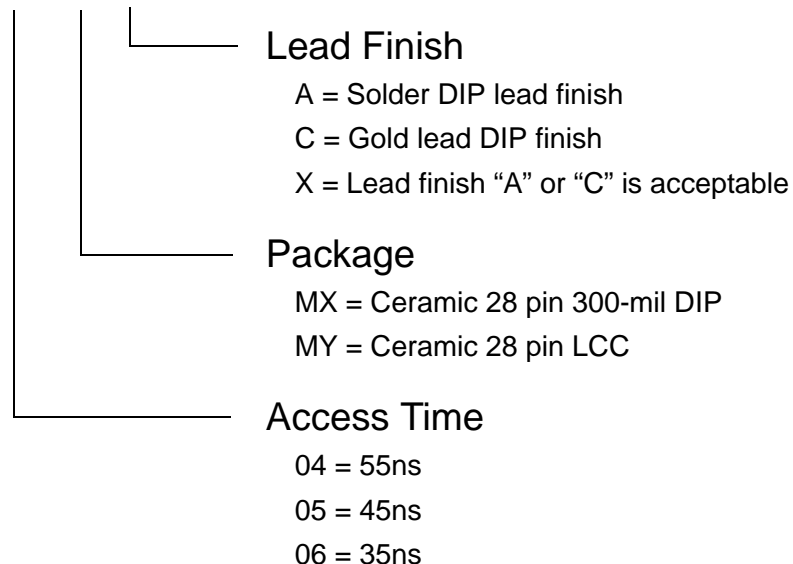 Lead Finish
A = Solder DIP lead finish
C = Gold lead DIP finish
X = Lead finish “A” or “C” is acceptable
Package
MX = Ceramic 28 pin 300-mil DIP
MY = Ceramic 28 pin LCC
Access Time
04 = 55ns
05 = 45ns
06 = 35ns